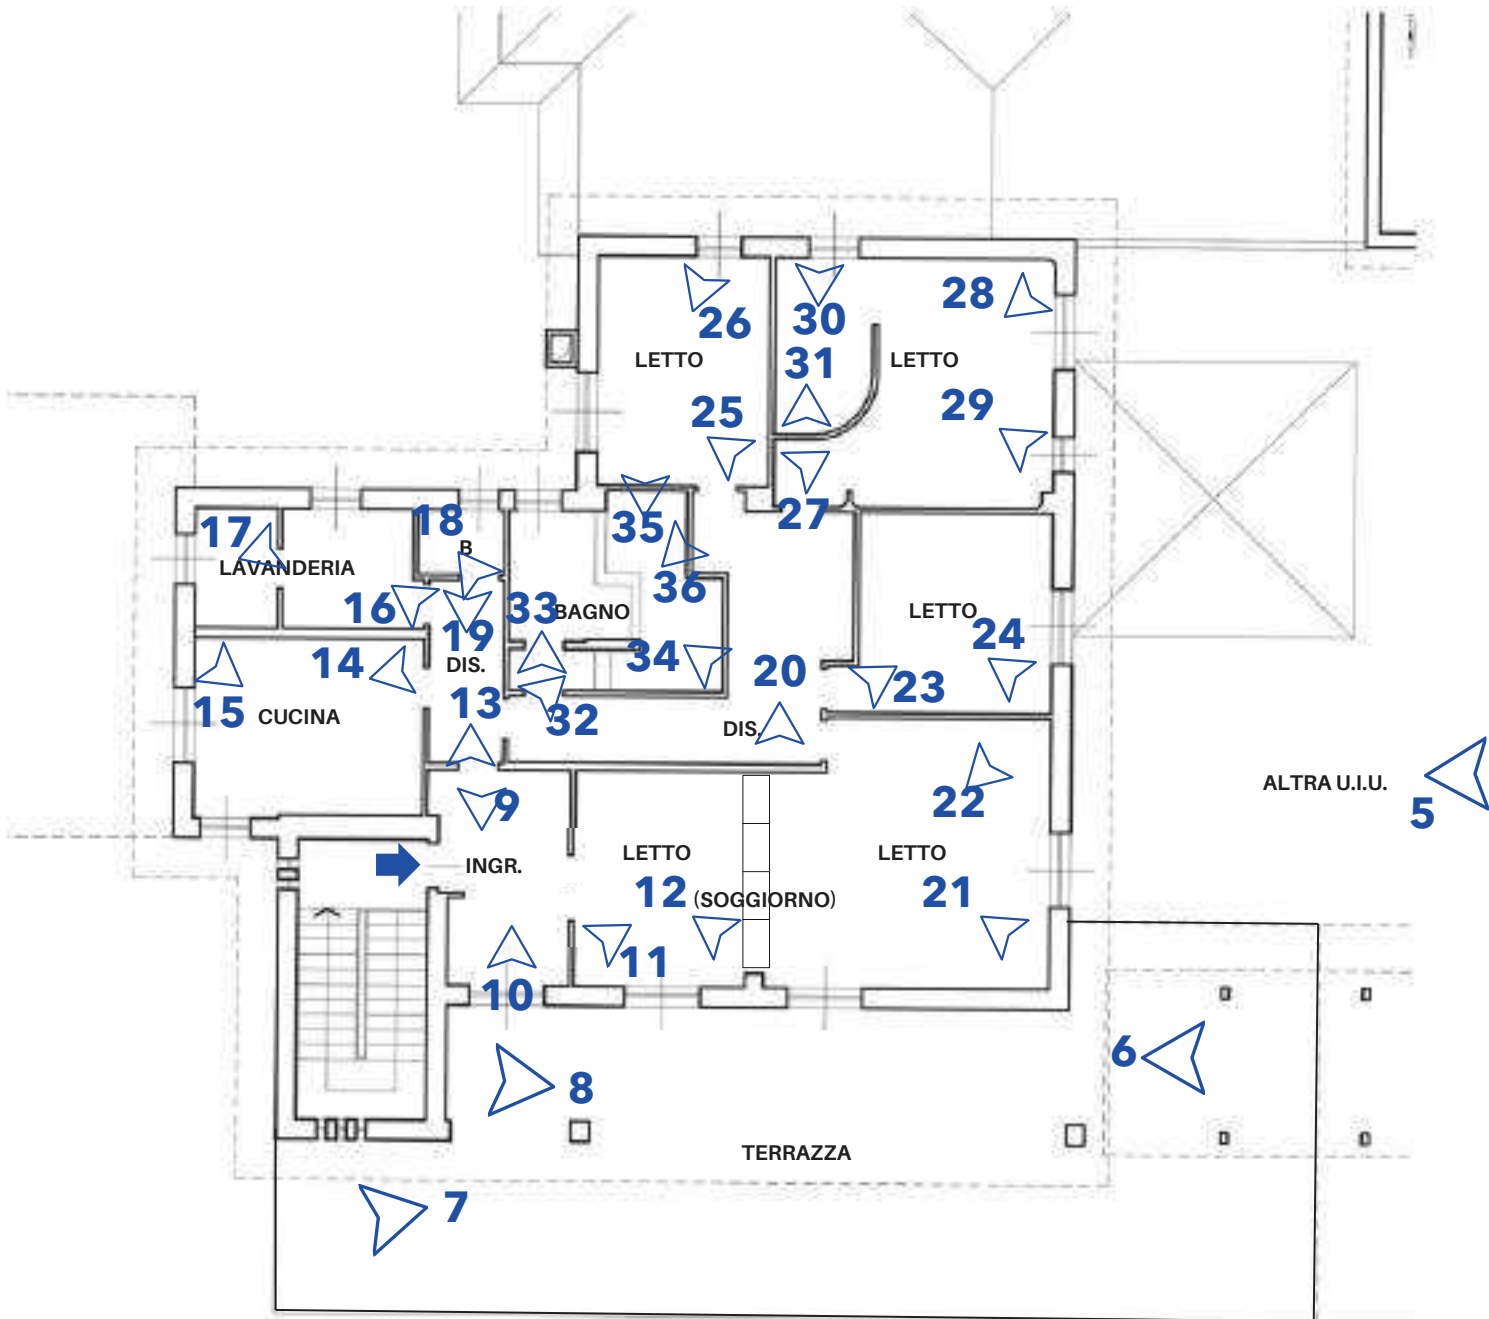 28
30
26
LETTO
31
LETTO
25
29
18
17
35
27
B
LAVANDERIA
36
16
33
BAGNO
LETTO
19
24
14
DIS.
34
20
23
15
CUCINA
13
32
DIS.
ALTRA U.I.U.
22
9
5
LETTO
LETTO
INGR.
12
(SOGGIORNO)
21
11
10
6
8
TERRAZZA
7